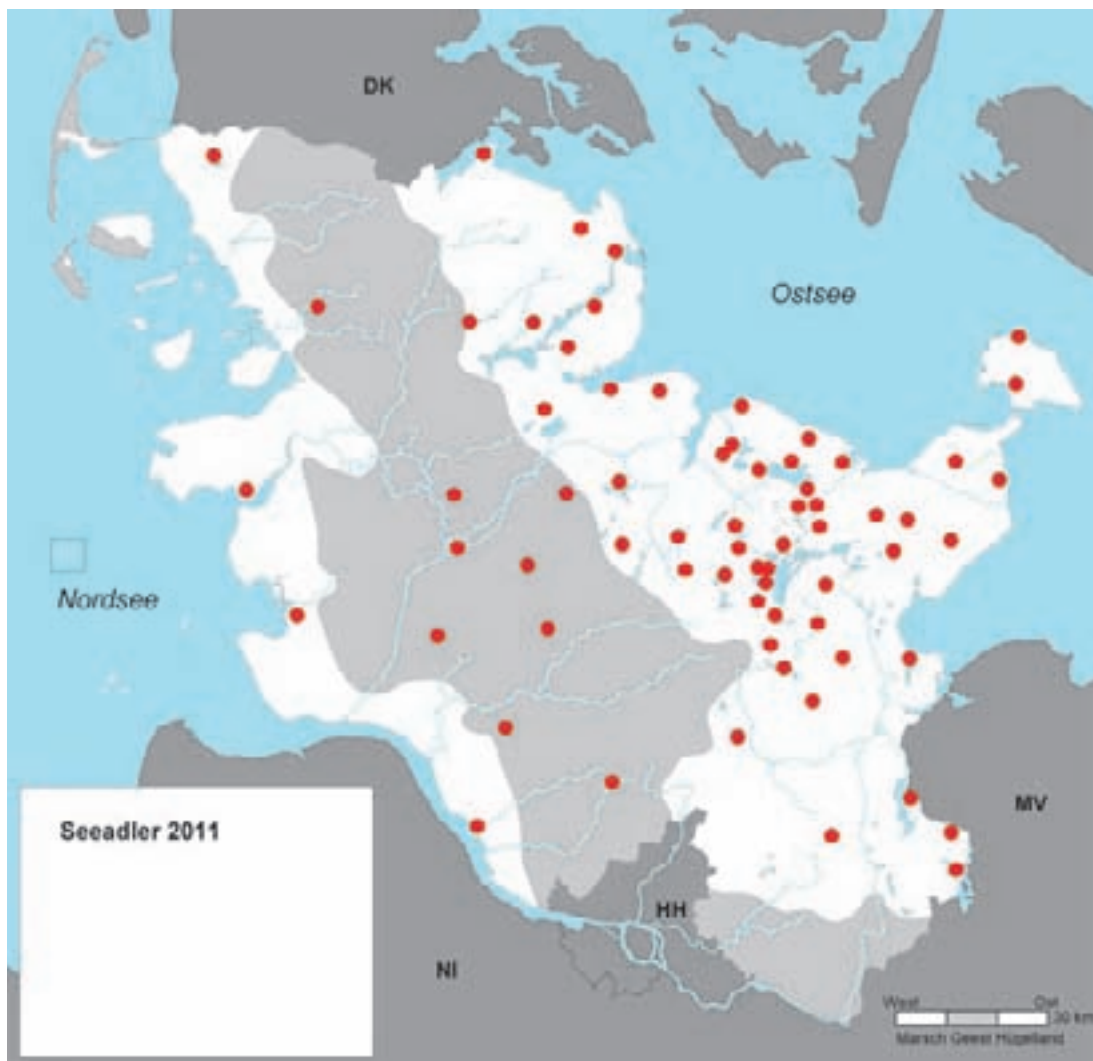 DK
Ostsee
Nordsee
Seeadler 2011
MV
HH
NI
West Ost
30 km
Marsch Geest Hügelland